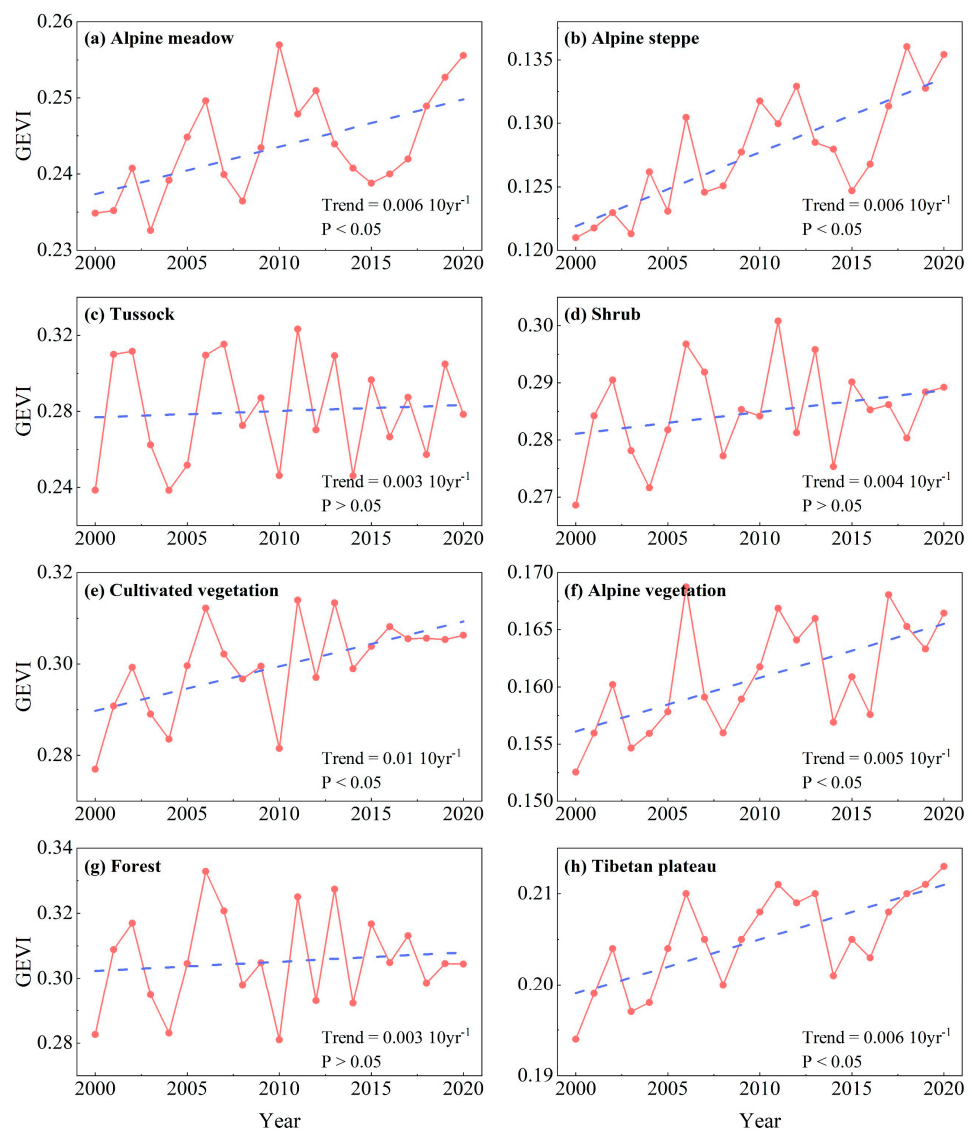 (a) Alpine meadow
GEVI
0.26
0.25
0.24
0.23
Trend = 0.006 10yr⁻¹
P < 0.05
2000 2005 2010 2015 2020
(b) Alpine steppe
0.135
0.130
0.125
0.120
Trend = 0.006 10yr⁻¹
P < 0.05
2000 2005 2010 2015 2020
(c) Tussock
GEVI
0.32
0.28
0.24
Trend = 0.003 10yr⁻¹
P > 0.05
2000 2005 2010 2015 2020
(d) Shrub
0.30
0.29
0.28
0.27
Trend = 0.004 10yr⁻¹
P > 0.05
2000 2005 2010 2015 2020
(e) Cultivated vegetation
GEVI
0.32
0.30
0.28
Trend = 0.01 10yr⁻¹
P < 0.05
2000 2005 2010 2015 2020
(f) Alpine vegetation
0.170
0.165
0.160
0.155
0.150
Trend = 0.005 10yr⁻¹
P < 0.05
2000 2005 2010 2015 2020
(g) Forest
GEVI
0.34
0.32
0.30
0.28
Trend = 0.003 10yr⁻¹
P > 0.05
2000 2005 2010 2015 2020
Year
(h) Tibetan plateau
0.21
0.20
0.19
Trend = 0.006 10yr⁻¹
P < 0.05
2000 2005 2010 2015 2020
Year